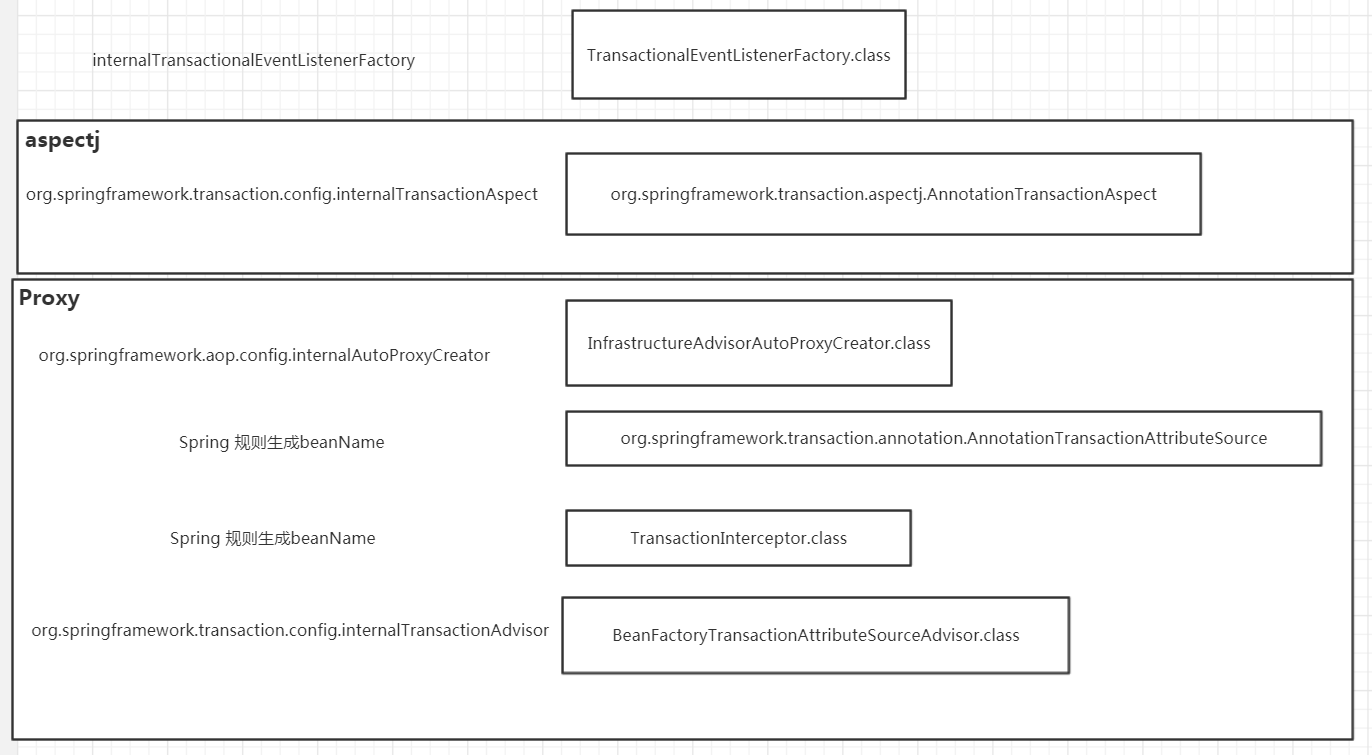 internalTransactionalEventListenerFactory
TransactionalEventListenerFactory.class
aspectj
org.springframework.transaction.config.internalTransactionAspect
org.springframework.transaction.aspectj.AnnotationTransactionAspect
Proxy
org.springframework.aop.config.internalAutoProxyCreator
InfrastructureAdvisorAutoProxyCreator.class
Spring 规则生成beanName
org.springframework.transaction.annotation.AnnotationTransactionAttributeSource
Spring 规则生成beanName
TransactionInterceptor.class
org.springframework.transaction.config.internalTransactionAdvisor
BeanFactoryTransactionAttributeSourceAdvisor.class